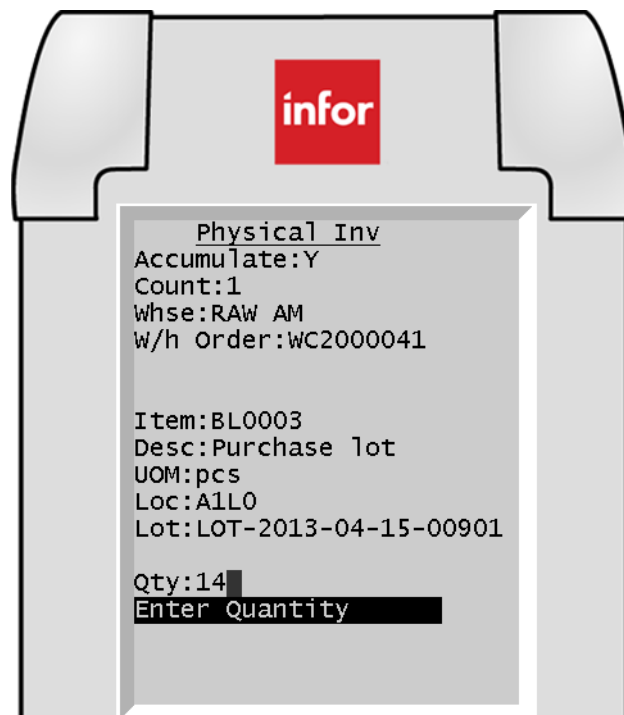 infor
Physical Inv
Accumulate:Y
Count:1
Whse:RAW AM
W/h Order:WC2000041
Item:BL0003
Desc:Purchase lot
UOM:pcs
Loc:A1L0
Lot:LOT-2013-04-15-00901
Qty:14
Enter Quantity